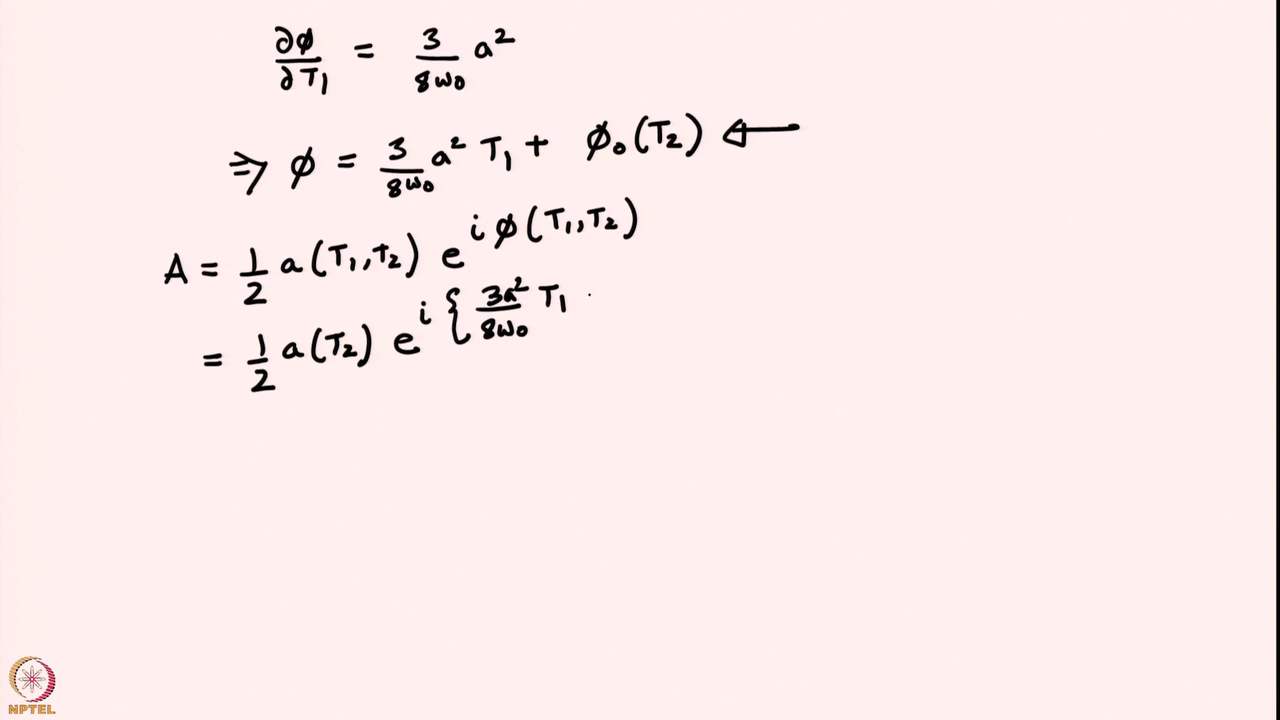 ∂φ/∂T₁ = 3/8ω₀ a²
⇒ φ = 3/8ω₀ a² T₁ + φ₀(T₂) ⇐
A = 1/2 a(T₁,T₂) e^{iφ(T₁,T₂)}
= 1/2 a(T₂) e^{i{3a²/8ω₀ T₁
NPTEL